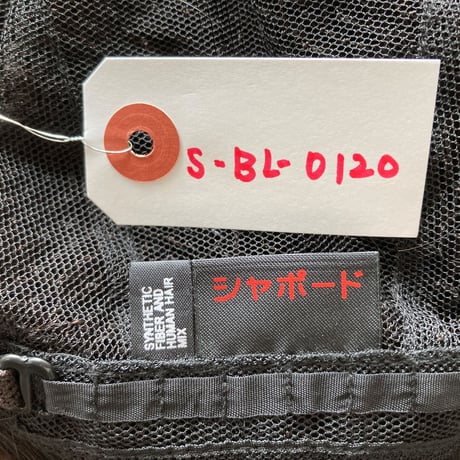 S-BL-0120
シャポード
SYNTHETIC
FIBER AND
HUMAN HAIR
MIX